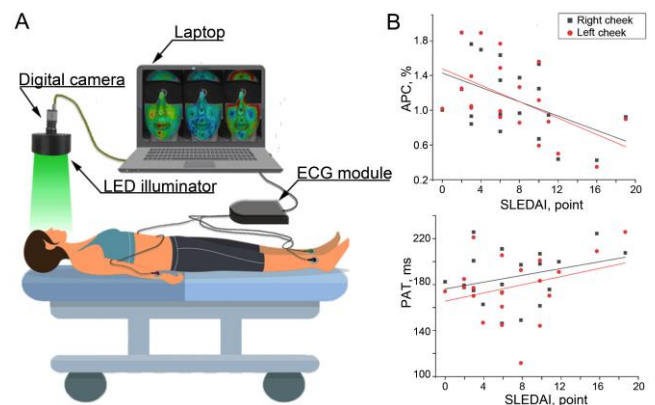 A
Laptop
Digital camera
LED illuminator
ECG module
B
Right cheek
Left cheek
APC, %
1.8
1.4
1.0
0.6
0.2
0 4 8 12 16 20
SLEDAI, point
PAT, ms
220
180
140
100
0 4 8 12 16 20
SLEDAI, point